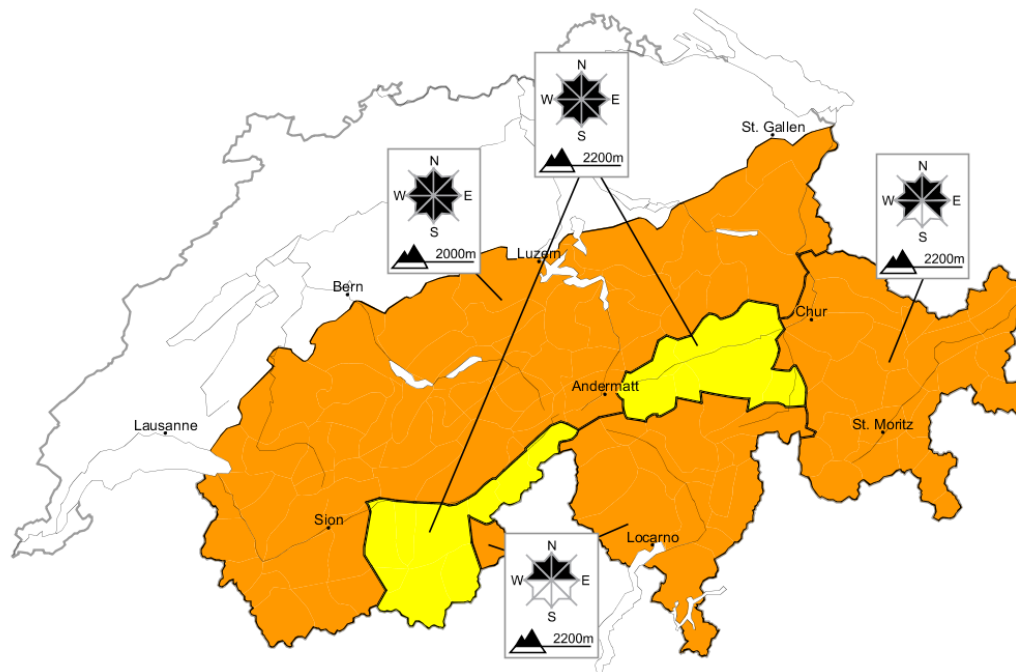 N
W E
S
2200m
St. Gallen
N
W E
S
2000m
N
W E
S
2200m
Luzern
Bern
Chur
Andermatt
Lausanne
St. Moritz
Sion
Locarno
N
W E
S
2200m